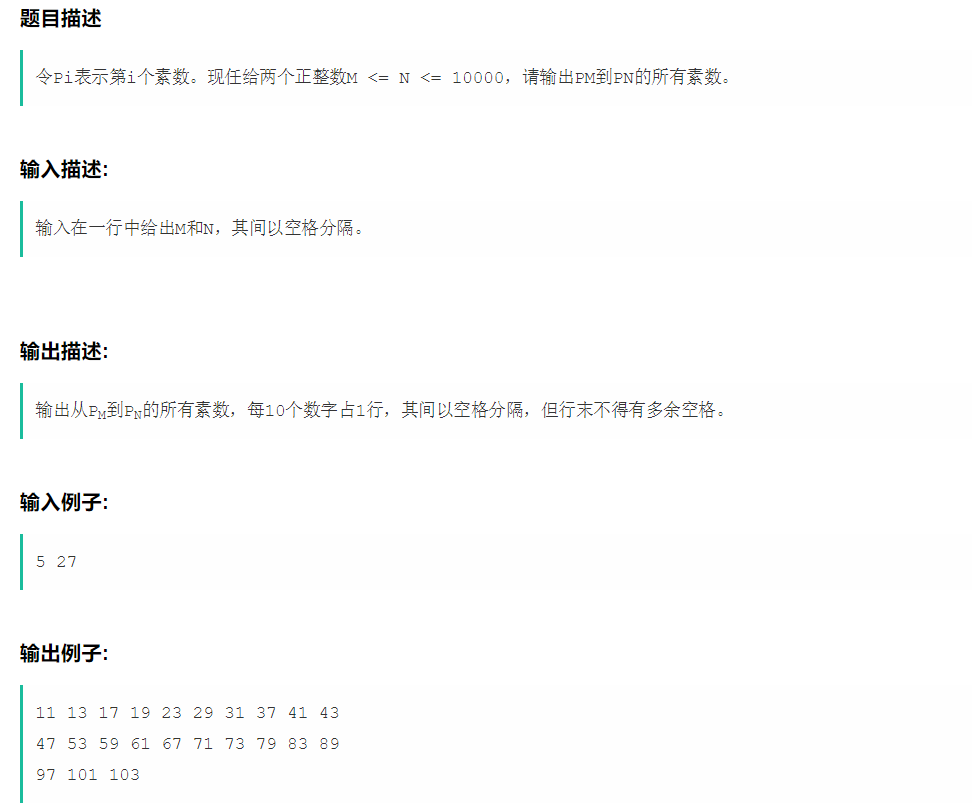 题目描述
令Pi表示第i个素数。现任给两个正整数M <= N <= 10000，请输出PM到PN的所有素数。
输入描述:
输入在一行中给出M和N，其间以空格分隔。
输出描述:
输出从PM到PN的所有素数，每10个数字占1行，其间以空格分隔，但行末不得有多余空格。
输入例子:
5 27
输出例子:
11 13 17 19 23 29 31 37 41 43
47 53 59 61 67 71 73 79 83 89
97 101 103